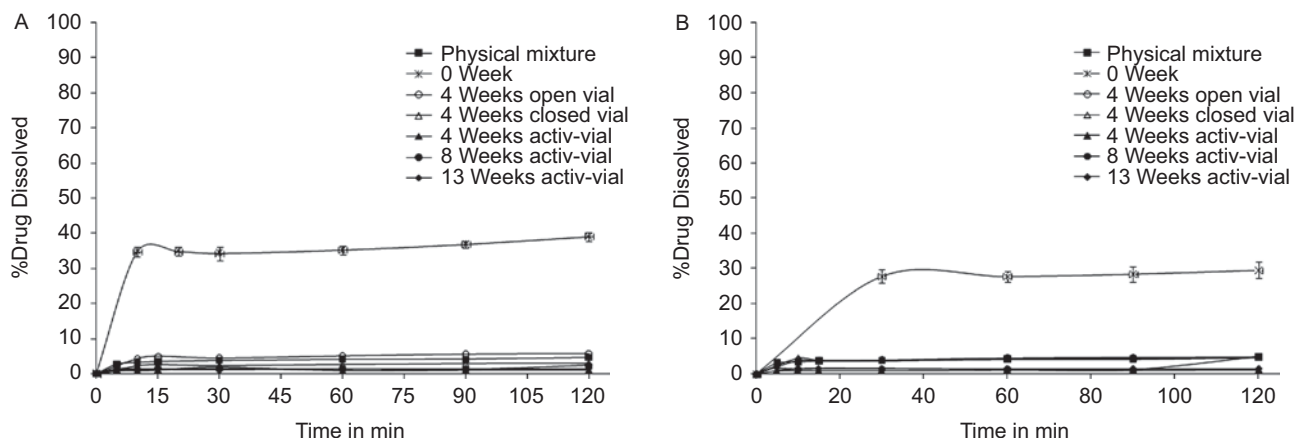 A
100
90
80
70
60
50
40
30
20
10
0
%Drug Dissolved
Physical mixture
0 Week
4 Weeks open vial
4 Weeks closed vial
4 Weeks activ-vial
8 Weeks activ-vial
13 Weeks activ-vial
0 15 30 45 60 75 90 105 120
Time in min
B
100
90
80
70
60
50
40
30
20
10
0
%Drug Dissolved
Physical mixture
0 Week
4 Weeks open vial
4 Weeks closed vial
4 Weeks activ-vial
8 Weeks activ-vial
13 Weeks activ-vial
0 20 40 60 80 100 120
Time in min